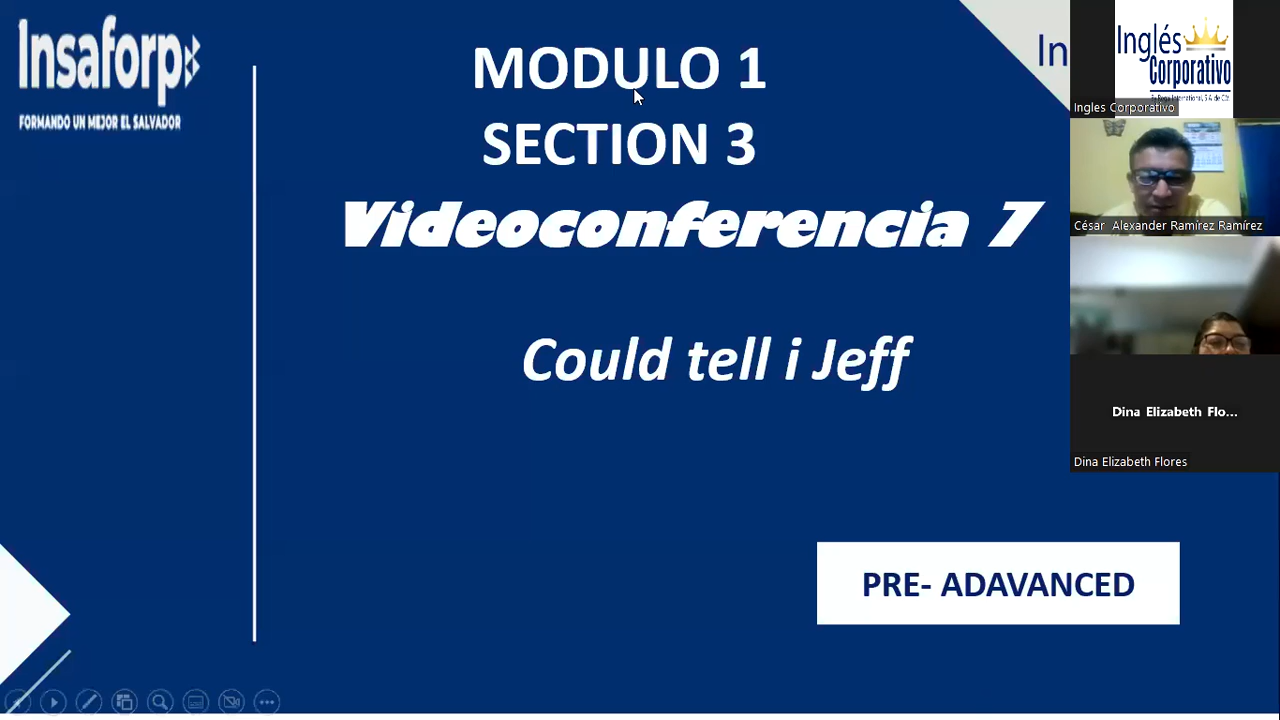 Insaforp
FORMANDO UN MEJOR EL SALVADOR
MODULO 1
SECTION 3
Videoconferencia 7
Could tell i Jeff
PRE- ADAVANCED
In
Inglés
Corporativo
Ingles Corporativo
César Alexander Ramírez Ramírez
Dina Elizabeth Flo...
Dina Elizabeth Flores